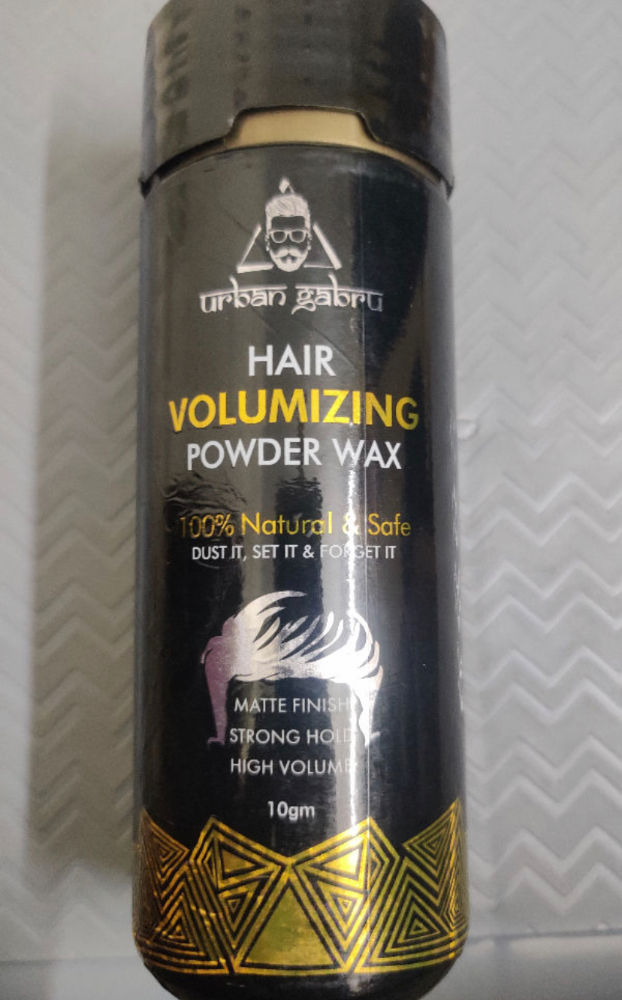 urban gabru
HAIR
VOLUMIZING
POWDER WAX
100% Natural & Safe
DUST IT, SET IT & FORGET IT
MATTE FINISH
STRONG HOLD
HIGH VOLUME
10gm